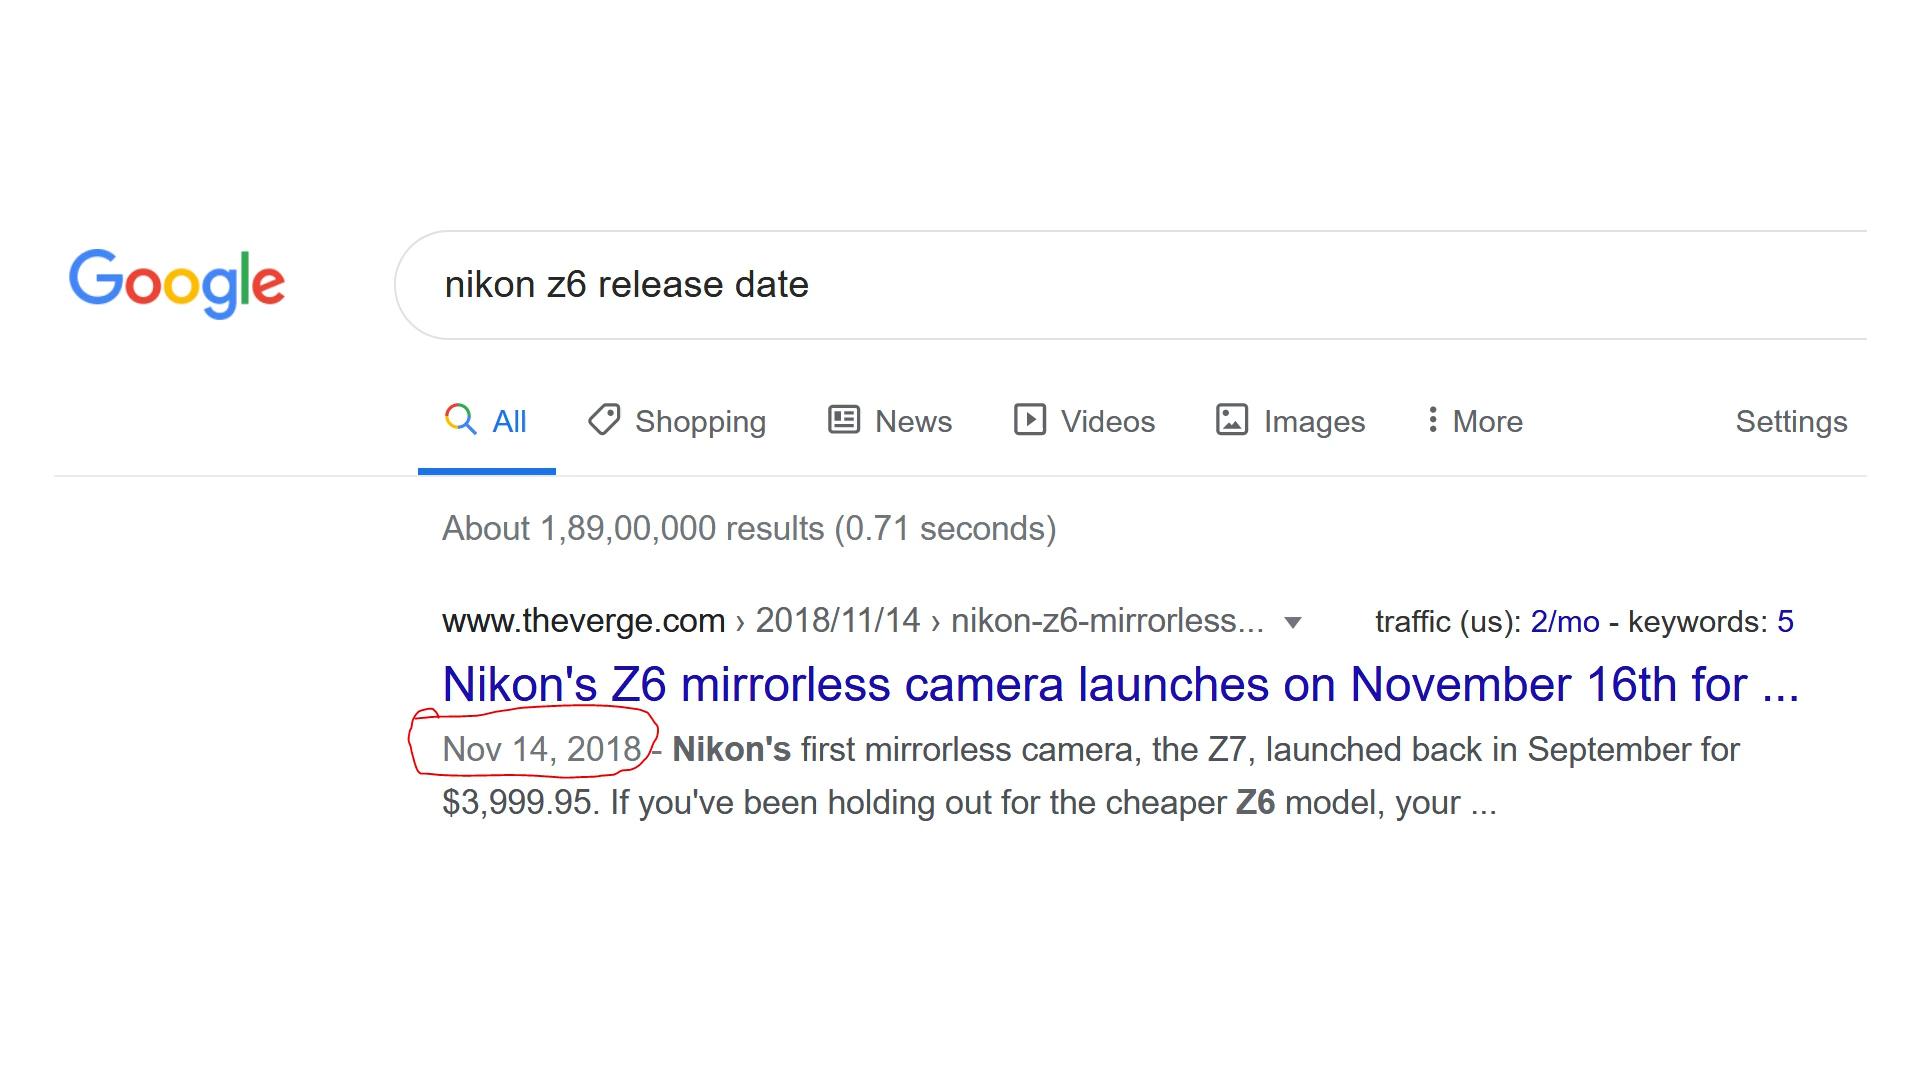 Google
nikon z6 release date
All Shopping News Videos Images More Settings
About 1,89,00,000 results (0.71 seconds)
www.theverge.com › 2018/11/14 › nikon-z6-mirrorless... traffic (us): 2/mo - keywords: 5
Nikon's Z6 mirrorless camera launches on November 16th for ...
Nov 14, 2018 - Nikon's first mirrorless camera, the Z7, launched back in September for
$3,999.95. If you've been holding out for the cheaper Z6 model, your ...